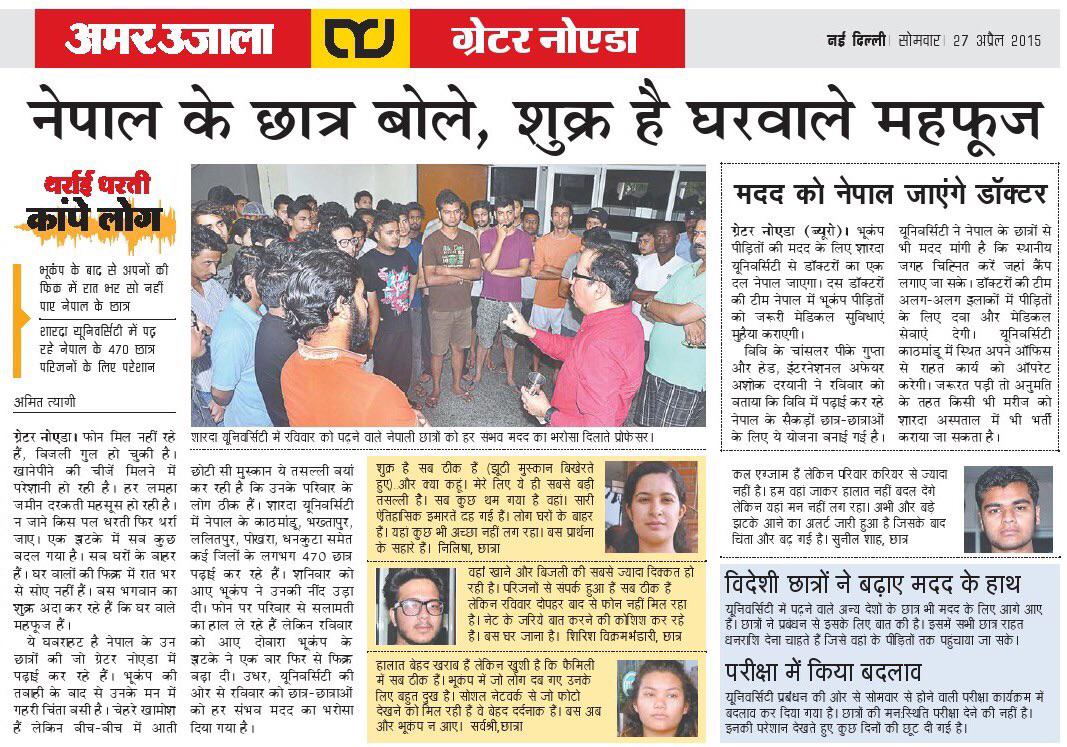 अमर उजाला
ग्रेटर नोएडा
नई दिल्ली। सोमवार। 27 अप्रैल 2015
नेपाल के छात्र बोले, शुक्र है घरवाले महफूज
थर्राई धरती
कांपे लोग
भूकंप के बाद से अपनों की
फिक्र में रात भर सो नहीं
पाए नेपाल के छात्र
शारदा यूनिवर्सिटी में पढ़
रहे नेपाल के 470 छात्र
परिजनों के लिए परेशान
अमित त्यागी
ग्रेटर नोएडा। फोन मिल नहीं रहे
हैं, बिजली गुल हो चुकी है।
खानेपीने की चीजें मिलने में
परेशानी हो रही है। हर लमहा
जमीन दरकती महसूस हो रही है।
न जाने किस पल धरती फिर थर्रा
जाए। एक झटके में सब कुछ
बदल गया है। सब घरों के बाहर
हैं। घर वालों की फिक्र में रात भर
से सोए नहीं हैं। बस भगवान का
शुक्र अदा कर रहे हैं कि घर वाले
महफूज हैं।
ये घबराहट है नेपाल के उन
छात्रों की जो ग्रेटर नोएडा में
पढ़ाई कर रहे हैं। भूकंप की
तबाही के बाद से उनके मन में
गहरी चिंता बसी है। चेहरे खामोश
हैं लेकिन बीच-बीच में आती
शारदा यूनिवर्सिटी में रविवार को पढ़ने वाले नेपाली छात्रों को हर संभव मदद का भरोसा दिलाते प्रोफेसर।
छोटी सी मुस्कान ये तसल्ली बयां
कर रही है कि उनके परिवार के
लोग ठीक हैं। शारदा यूनिवर्सिटी
में नेपाल के काठमांडू, भख्तापुर,
ललितपुर, पोखरा, धनकुटा समेत
कई जिलों के लगभग 470 छात्र
पढ़ाई कर रहे हैं। शनिवार को
आए भूकंप ने उनकी नींद उड़ा
दी। फोन पर परिवार से सलामती
का हाल ले रहे हैं लेकिन रविवार
को आए दोबारा भूकंप के
झटके ने एक बार फिर से फिक्र
बढ़ा दी। उधर, यूनिवर्सिटी की
ओर से रविवार को छात्र-छात्राओं
को हर संभव मदद का भरोसा
दिया गया है।
शुक्र है सब ठीक हैं (झूटी मुस्कान बिखेरते
हुए)..और क्या कहूं। मेरे लिए ये ही सबसे बड़ी
तसल्ली है। सब कुछ थम गया है वहां। सारी
ऐतिहासिक इमारतें ढह गई हैं। लोग घरों के बाहर
हैं। यहां कुछ भी अच्छा नहीं लग रहा। बस प्रार्थना
के सहारे हैं। निलिषा, छात्रा
वहां खाने और बिजली की सबसे ज्यादा दिक्कत हो
रही है। परिजनों से संपर्क हुआ है सब ठीक है
लेकिन रविवार दोपहर बाद से फोन नहीं मिल रहा
है। नेट के जरिये बात करने की कोशिश कर रहे
है। बस घर जाना है। शिरिश विक्रमभंडारी, छात्र
हालात बेहद खराब हैं लेकिन खुशी है कि फैमिली
में सब ठीक हैं। भूकंप में जो लोग दब गए उनके
लिए बहुत दुख है। सोशल नेटवर्क से जो फोटो
देखने को मिल रही हैं वे बेहद दर्दनाक हैं। बस अब
और भूकंप न आए। सर्वश्री,छात्रा
मदद को नेपाल जाएंगे डॉक्टर
ग्रेटर नोएडा (ब्यूरो)। भूकंप
पीड़ितों की मदद के लिए शारदा
यूनिवर्सिटी से डॉक्टरों का एक
दल नेपाल जाएगा। दस डॉक्टरों
की टीम नेपाल में भूकंप पीड़ितों
को जरूरी मेडिकल सुविधाएं
मुहैया कराएगी।
विवि के चांसलर पीके गुप्ता
और हेड, इंटरनेशनल अफेयर
अशोक दरयानी ने रविवार को
बताया कि विवि में पढ़ाई कर रहे
नेपाल के सैकड़ों छात्र-छात्राओं
के लिए ये योजना बनाई गई है।
यूनिवर्सिटी ने नेपाल के छात्रों से
भी मदद मांगी है कि स्थानीय
जगह चिह्नित करें जहां कैंप
लगाए जा सके। डॉक्टरों की टीम
अलग-अलग इलाकों में पीड़ितों
के लिए दवा और मेडिकल
सेवाएं देगी। यूनिवर्सिटी
काठमांडू में स्थित अपने ऑफिस
से राहत कार्य को ऑपरेट
करेगी। जरूरत पड़ी तो अनुमति
के तहत किसी भी मरीज को
शारदा अस्पताल में भी भर्ती
कराया जा सकता है।
कल एग्जाम हैं लेकिन परिवार करियर से ज्यादा
नहीं है। हम वहां जाकर हालात नहीं बदल देंगे
लेकिन यहां मन नहीं लग रहा। अभी और बड़े
झटके आने का अलर्ट जारी हुआ है जिसके बाद
चिंता और बढ़ गई है। सुनील शाह, छात्र
विदेशी छात्रों ने बढ़ाए मदद के हाथ
यूनिवर्सिटी में पढ़ने वाले अन्य देशों के छात्र भी मदद के लिए आगे आए
हैं। छात्रों ने प्रबंधन से इसके लिए बात की है। इसमें सभी छात्र राहत
धनराशि देना चाहते हैं जिसे वहां के पीड़ितों तक पहुंचाया जा सके।
परीक्षा में किया बदलाव
यूनिवर्सिटी प्रबंधन की ओर से सोमवार से होने वाली परीक्षा कार्यक्रम में
बदलाव कर दिया गया है। छात्रों की मन:स्थिति परीक्षा देने की नहीं है।
इनकी परेशान देखते हुए कुछ दिनों की छूट दी गई है।